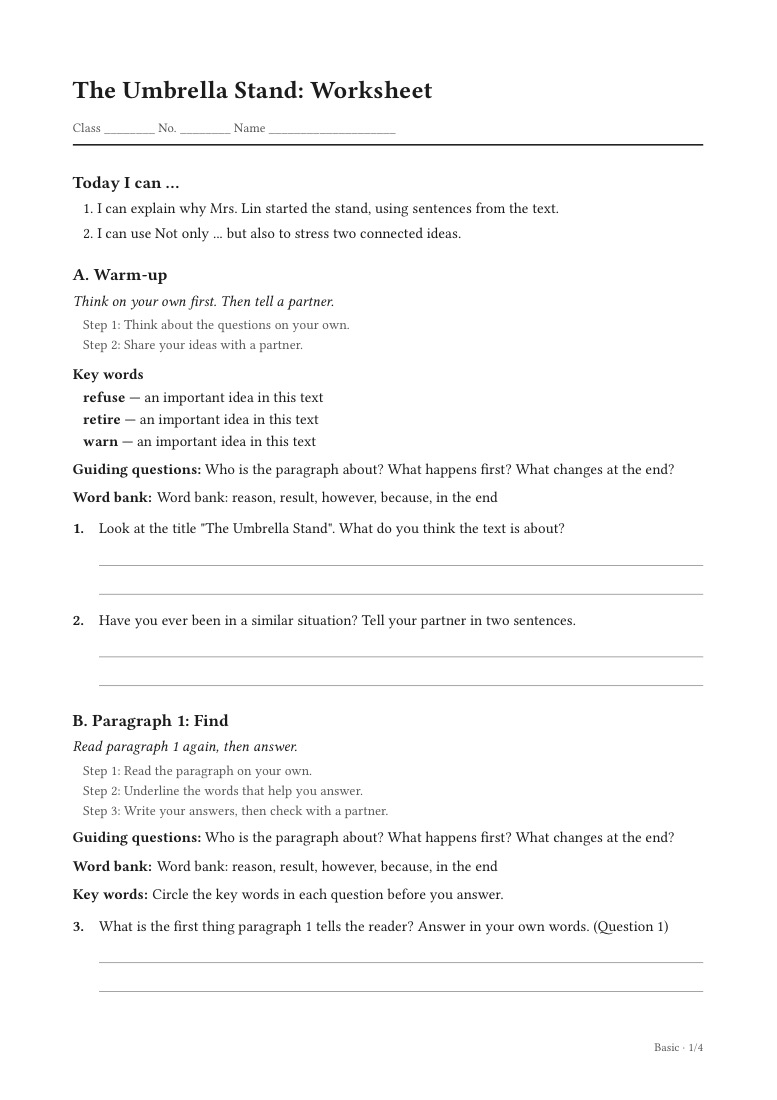 The Umbrella Stand: Worksheet
Class ________ No. ________ Name ____________________
Today I can ...
1. I can explain why Mrs. Lin started the stand, using sentences from the text.
2. I can use Not only ... but also to stress two connected ideas.
A. Warm-up
Think on your own first. Then tell a partner.
Step 1: Think about the questions on your own.
Step 2: Share your ideas with a partner.
Key words
refuse — an important idea in this text
retire — an important idea in this text
warn — an important idea in this text
Guiding questions: Who is the paragraph about? What happens first? What changes at the end?
Word bank: Word bank: reason, result, however, because, in the end
1. Look at the title "The Umbrella Stand". What do you think the text is about?
2. Have you ever been in a similar situation? Tell your partner in two sentences.
B. Paragraph 1: Find
Read paragraph 1 again, then answer.
Step 1: Read the paragraph on your own.
Step 2: Underline the words that help you answer.
Step 3: Write your answers, then check with a partner.
Guiding questions: Who is the paragraph about? What happens first? What changes at the end?
Word bank: Word bank: reason, result, however, because, in the end
Key words: Circle the key words in each question before you answer.
3. What is the first thing paragraph 1 tells the reader? Answer in your own words. (Question 1)
Basic · 1/4